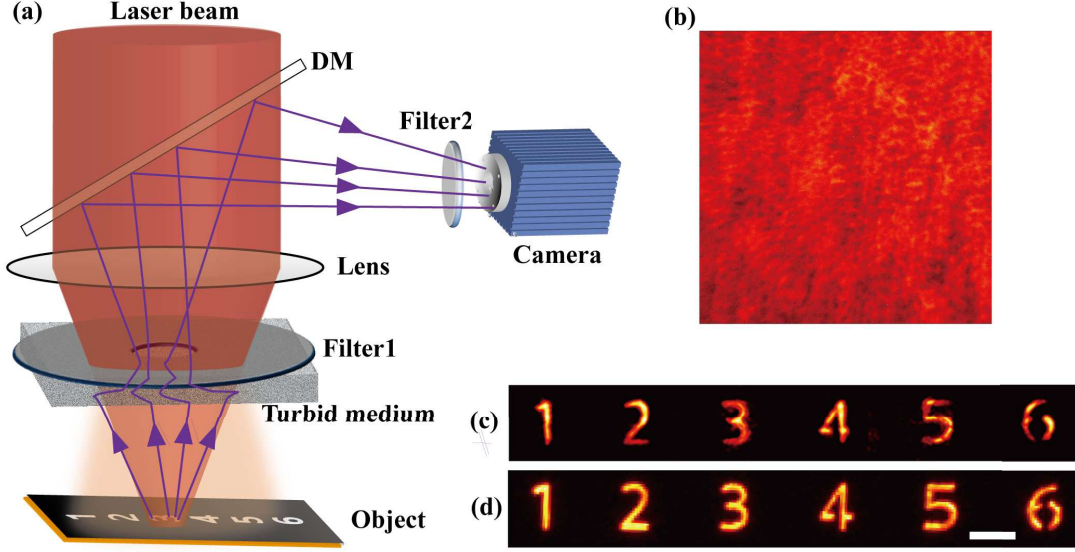 (a)
Laser beam
DM
Filter2
Camera
Lens
Filter1
Turbid medium
1 2 3 4 5 6
Object
(b)
(c)
1 2 3 4 5 6
(d)
1 2 3 4 5 6